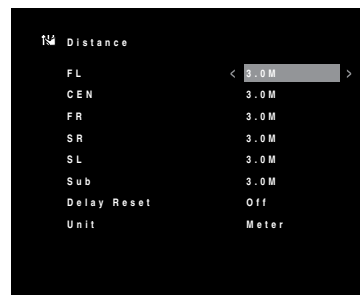 Distance
FL < 3.0M >
CEN 3.0M
FR 3.0M
SR 3.0M
SL 3.0M
Sub 3.0M
Delay Reset Off
Unit Meter